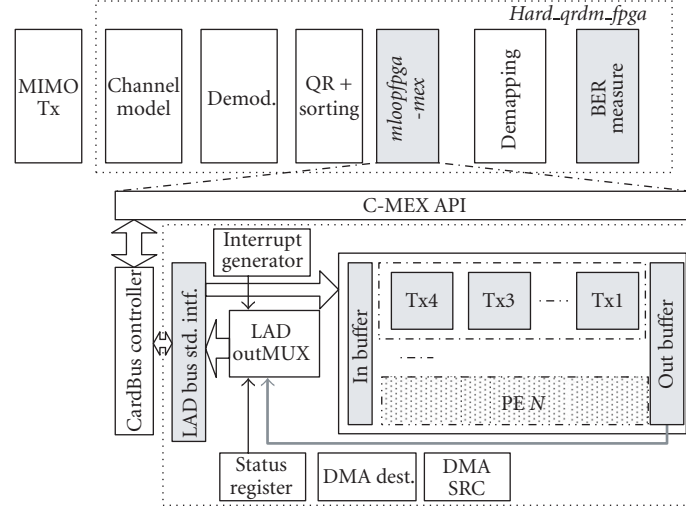 Hard_qrdm_fpga
MIMO
Tx
Channel
model
Demod.
QR +
sorting
mloopfpga
-mex
Demapping
BER
measure
C-MEX API
Interrupt
generator
CardBus controller
LAD bus std. intf.
LAD
outMUX
In buffer
Tx4
Tx3
Tx1
Out buffer
PE N
Status
register
DMA dest.
DMA
SRC